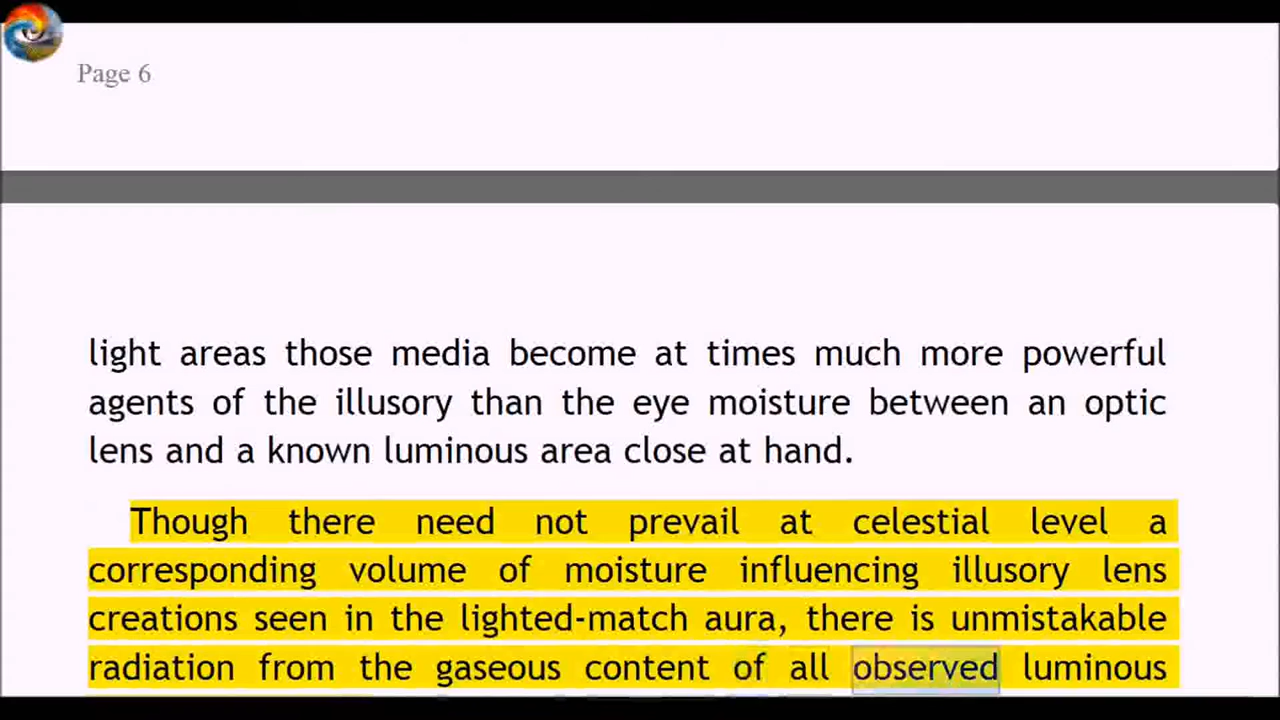 Page 6
light areas those media become at times much more powerful
agents of the illusory than the eye moisture between an optic
lens and a known luminous area close at hand.
Though there need not prevail at celestial level a
corresponding volume of moisture influencing illusory lens
creations seen in the lighted-match aura, there is unmistakable
radiation from the gaseous content of all observed luminous